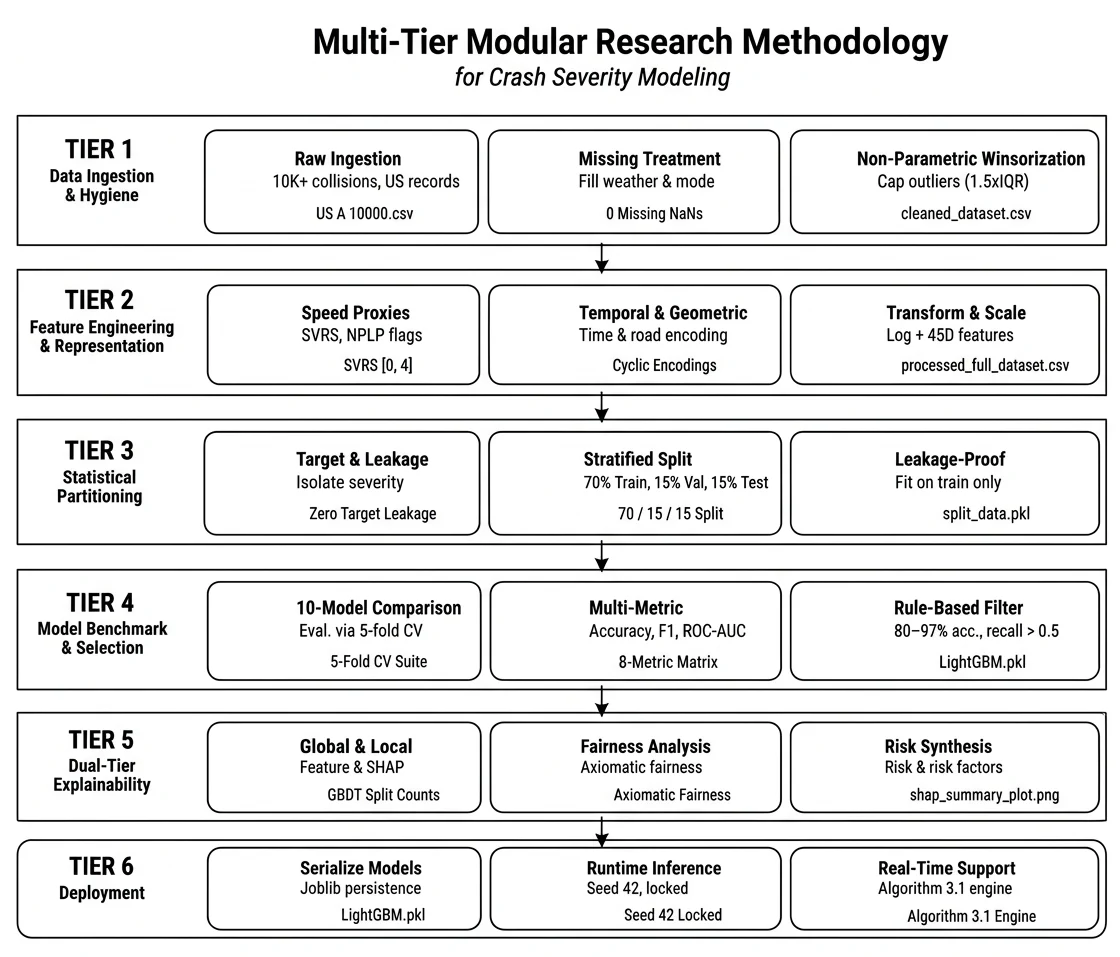 Multi-Tier Modular Research Methodology
for Crash Severity Modeling
TIER 1
Data Ingestion
& Hygiene
Raw Ingestion
10K+ collisions, US records
US A 10000.csv
Missing Treatment
Fill weather & mode
0 Missing NaNs
Non-Parametric Winsorization
Cap outliers (1.5xIQR)
cleaned_dataset.csv
TIER 2
Feature Engineering
& Representation
Speed Proxies
SVRS, NPLP flags
SVRS [0, 4]
Temporal & Geometric
Time & road encoding
Cyclic Encodings
Transform & Scale
Log + 45D features
processed_full_dataset.csv
TIER 3
Statistical
Partitioning
Target & Leakage
Isolate severity
Zero Target Leakage
Stratified Split
70% Train, 15% Val, 15% Test
70 / 15 / 15 Split
Leakage-Proof
Fit on train only
split_data.pkl
TIER 4
Model Benchmark
& Selection
10-Model Comparison
Eval. via 5-fold CV
5-Fold CV Suite
Multi-Metric
Accuracy, F1, ROC-AUC
8-Metric Matrix
Rule-Based Filter
80–97% acc., recall > 0.5
LightGBM.pkl
TIER 5
Dual-Tier
Explainability
Global & Local
Feature & SHAP
GBDT Split Counts
Fairness Analysis
Axiomatic fairness
Axiomatic Fairness
Risk Synthesis
Risk & risk factors
shap_summary_plot.png
TIER 6
Deployment
Serialize Models
Joblib persistence
LightGBM.pkl
Runtime Inference
Seed 42, locked
Seed 42 Locked
Real-Time Support
Algorithm 3.1 engine
Algorithm 3.1 Engine